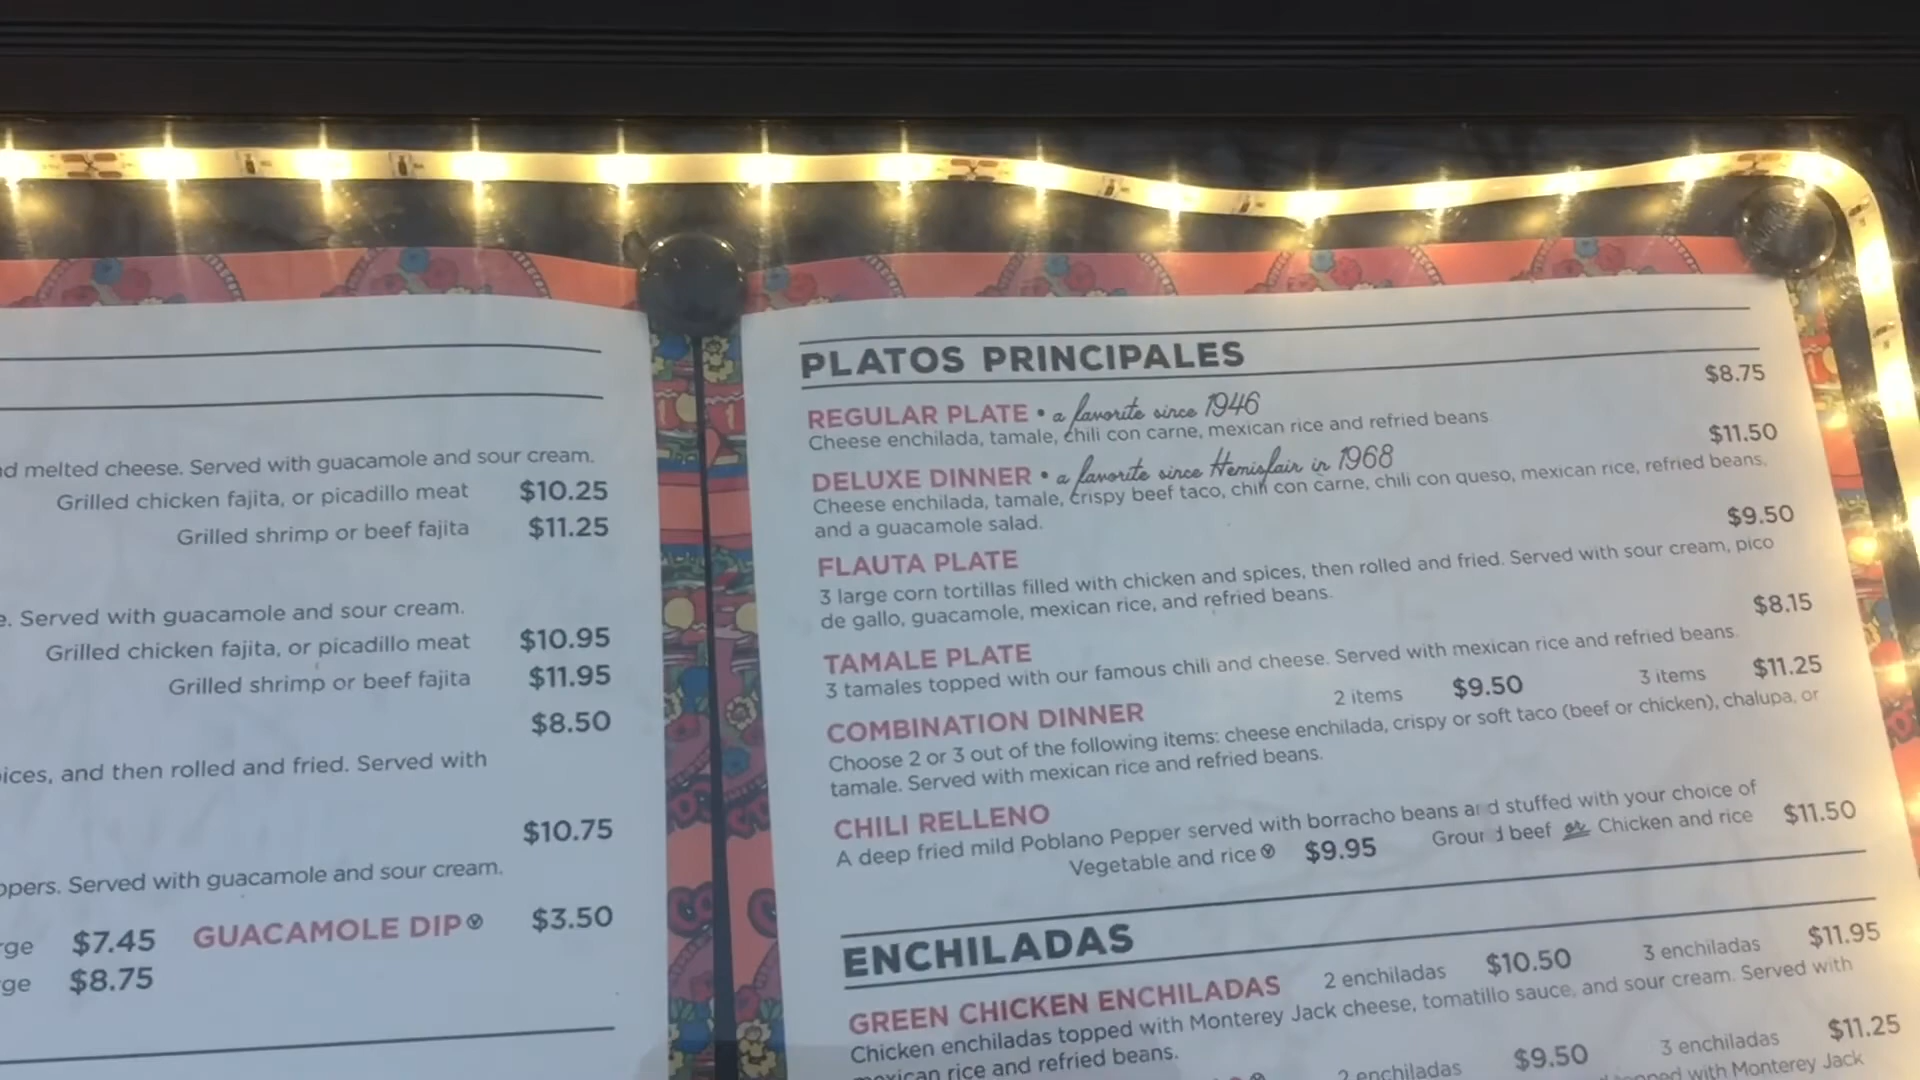 nd melted cheese. Served with guacamole and sour cream.
Grilled chicken fajita, or picadillo meat $10.25
Grilled shrimp or beef fajita $11.25
e. Served with guacamole and sour cream.
Grilled chicken fajita, or picadillo meat $10.95
Grilled shrimp or beef fajita $11.95
$8.50
ices, and then rolled and fried. Served with
$10.75
ppers. Served with guacamole and sour cream.
rge $7.45 GUACAMOLE DIP $3.50
ge $8.75
PLATOS PRINCIPALES
REGULAR PLATE • a favorite since 1946 $8.75
Cheese enchilada, tamale, chili con carne, mexican rice and refried beans
DELUXE DINNER • a favorite since Hemisfair in 1968 $11.50
Cheese enchilada, tamale, crispy beef taco, chili con carne, chili con queso, mexican rice, refried beans,
and a guacamole salad.
FLAUTA PLATE $9.50
3 large corn tortillas filled with chicken and spices, then rolled and fried. Served with sour cream, pico
de gallo, guacamole, mexican rice, and refried beans.
TAMALE PLATE $8.15
3 tamales topped with our famous chili and cheese. Served with mexican rice and refried beans.
COMBINATION DINNER 2 items $9.50 3 items $11.25
Choose 2 or 3 out of the following items: cheese enchilada, crispy or soft taco (beef or chicken), chalupa, or
tamale. Served with mexican rice and refried beans.
CHILI RELLENO
A deep fried mild Poblano Pepper served with borracho beans and stuffed with your choice of
Vegetable and rice $9.95 Ground beef or Chicken and rice $11.50
ENCHILADAS
GREEN CHICKEN ENCHILADAS 2 enchiladas $10.50 3 enchiladas $11.95
Chicken enchiladas topped with Monterey Jack cheese, tomatillo sauce, and sour cream. Served with
mexican rice and refried beans.
2 enchiladas $9.50 3 enchiladas $11.25
with Monterey Jack